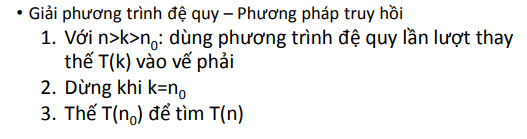 • Giải phương trình đệ quy – Phương pháp truy hồi
1. Với n>k>n₀: dùng phương trình đệ quy lần lượt thay
thế T(k) vào vế phải
2. Dừng khi k=n₀
3. Thế T(n₀) để tìm T(n)